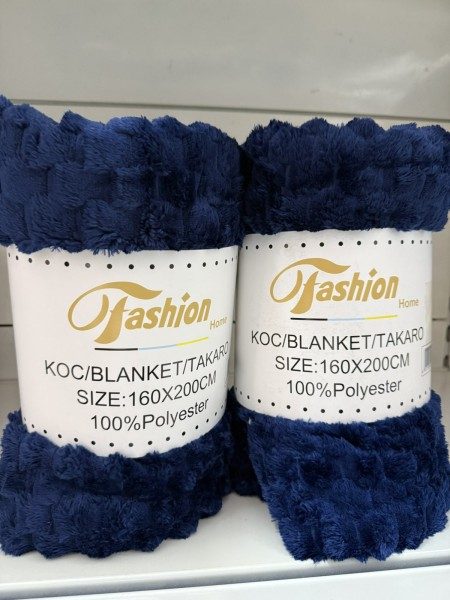 Fashion
Home
KOC/BLANKET/TAKARO
SIZE:160X200CM
100%Polyester
Fashion
Home
KOC/BLANKET/TAKARO
SIZE:160X200CM
100%Polyester